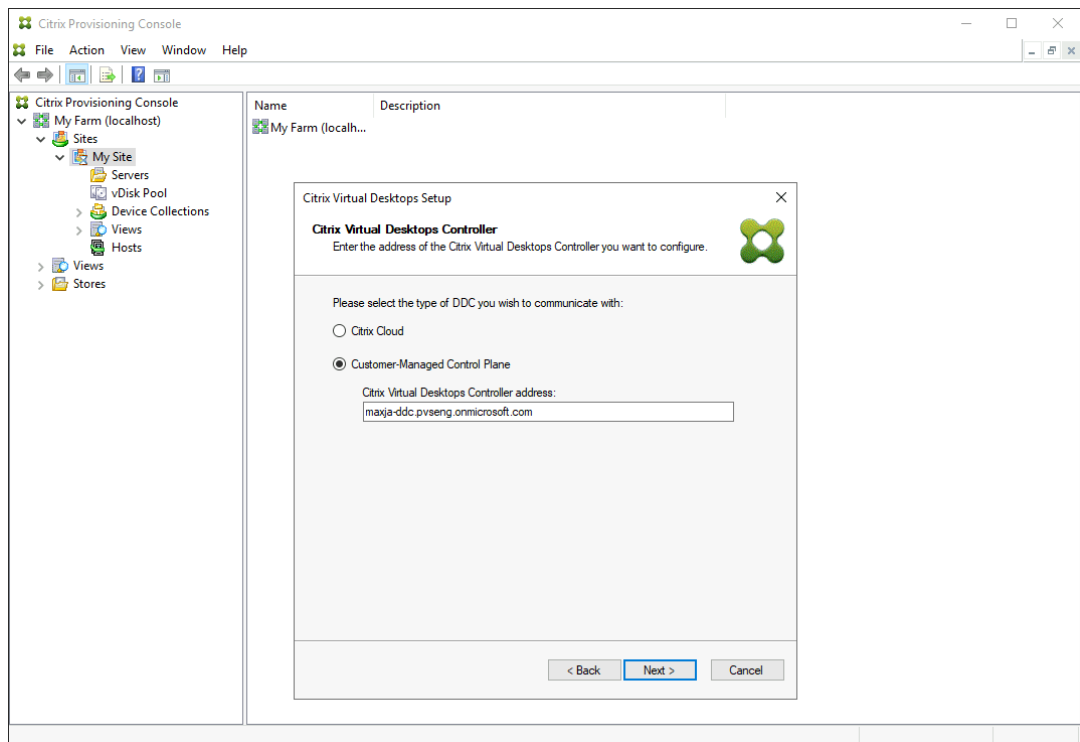 Citrix Provisioning Console
File Action View Window Help
Citrix Provisioning Console
My Farm (localhost)
Sites
My Site
Servers
vDisk Pool
Device Collections
Views
Hosts
Views
Stores
Name Description
My Farm (localh...
Citrix Virtual Desktops Setup
Citrix Virtual Desktops Controller
Enter the address of the Citrix Virtual Desktops Controller you want to configure.
Please select the type of DDC you wish to communicate with:
Citrix Cloud
Customer-Managed Control Plane
Citrix Virtual Desktops Controller address:
maxja-ddc.pvseng.onmicrosoft.com
< Back Next > Cancel